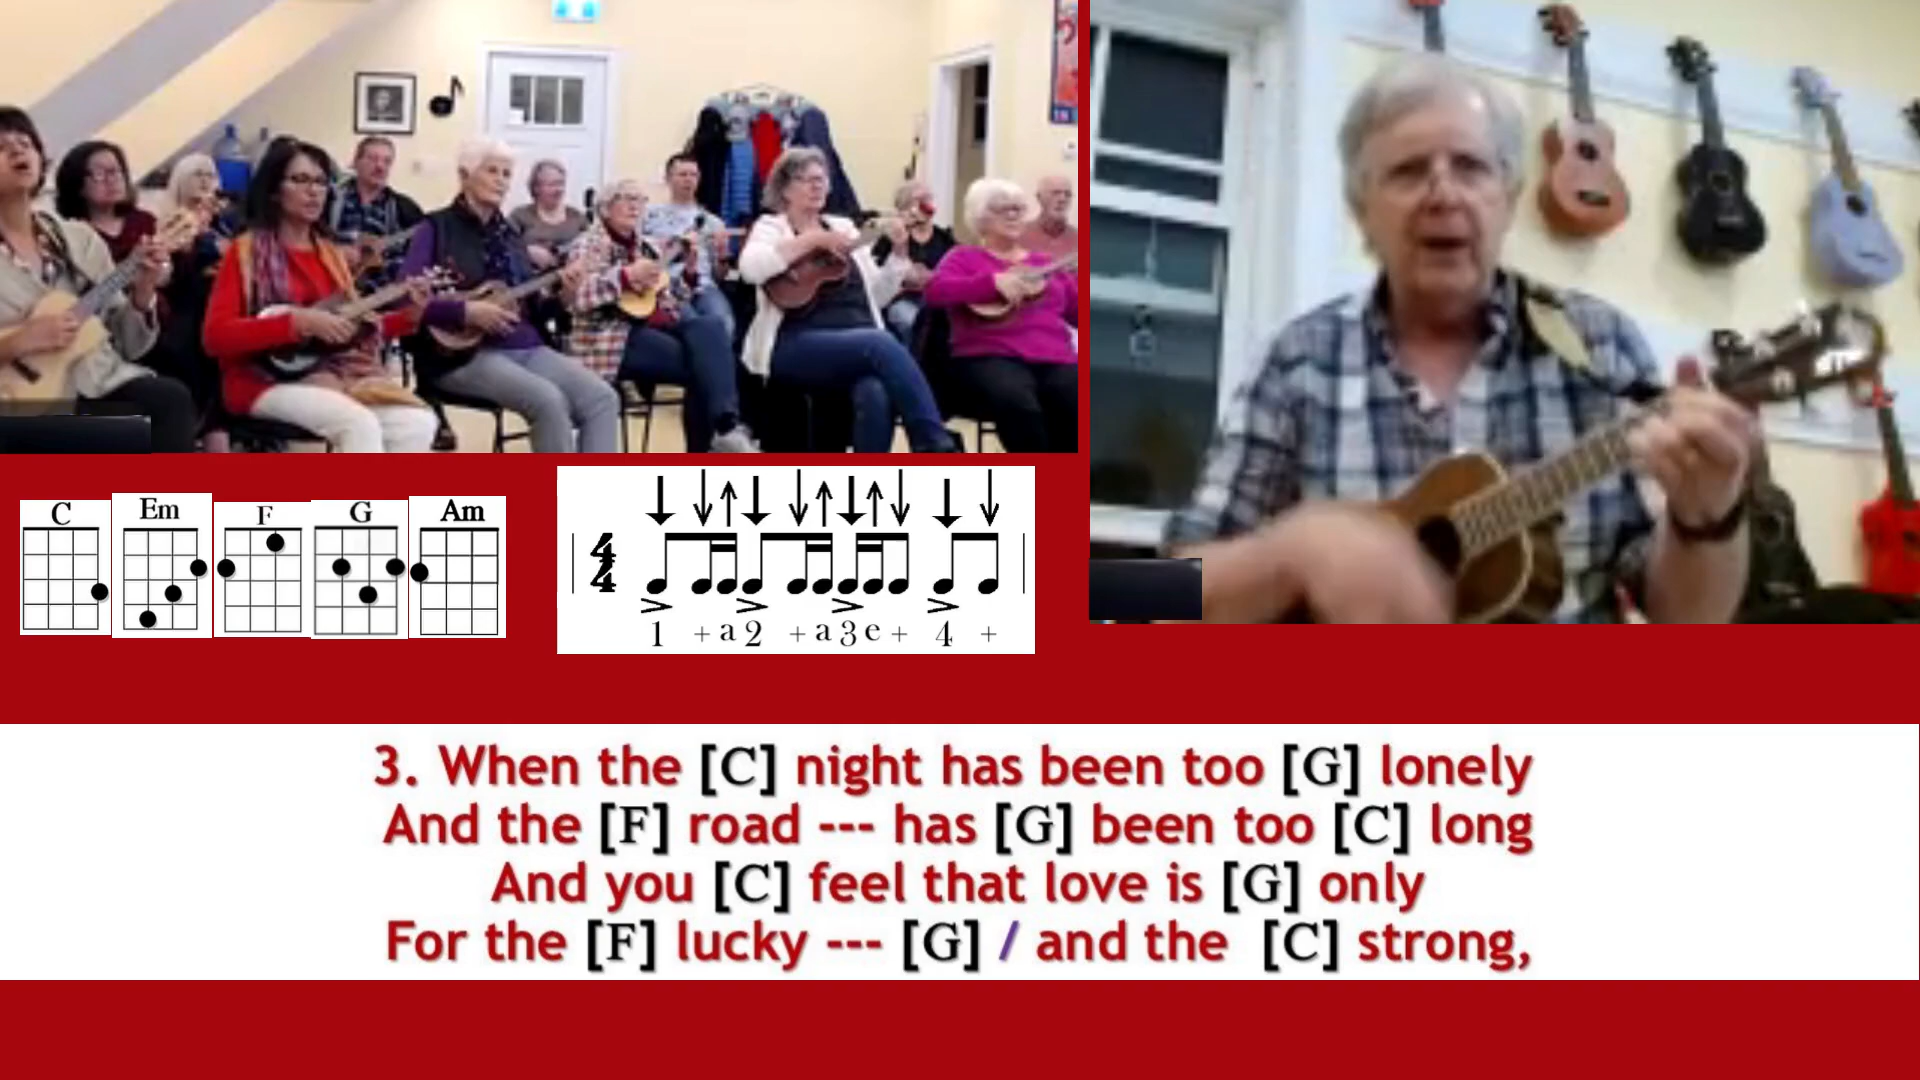 C Em F G Am
4
4
1 + a 2 + a 3 e + 4 +
3. When the [C] night has been too [G] lonely
And the [F] road --- has [G] been too [C] long
And you [C] feel that love is [G] only
For the [F] lucky --- [G] / and the [C] strong,